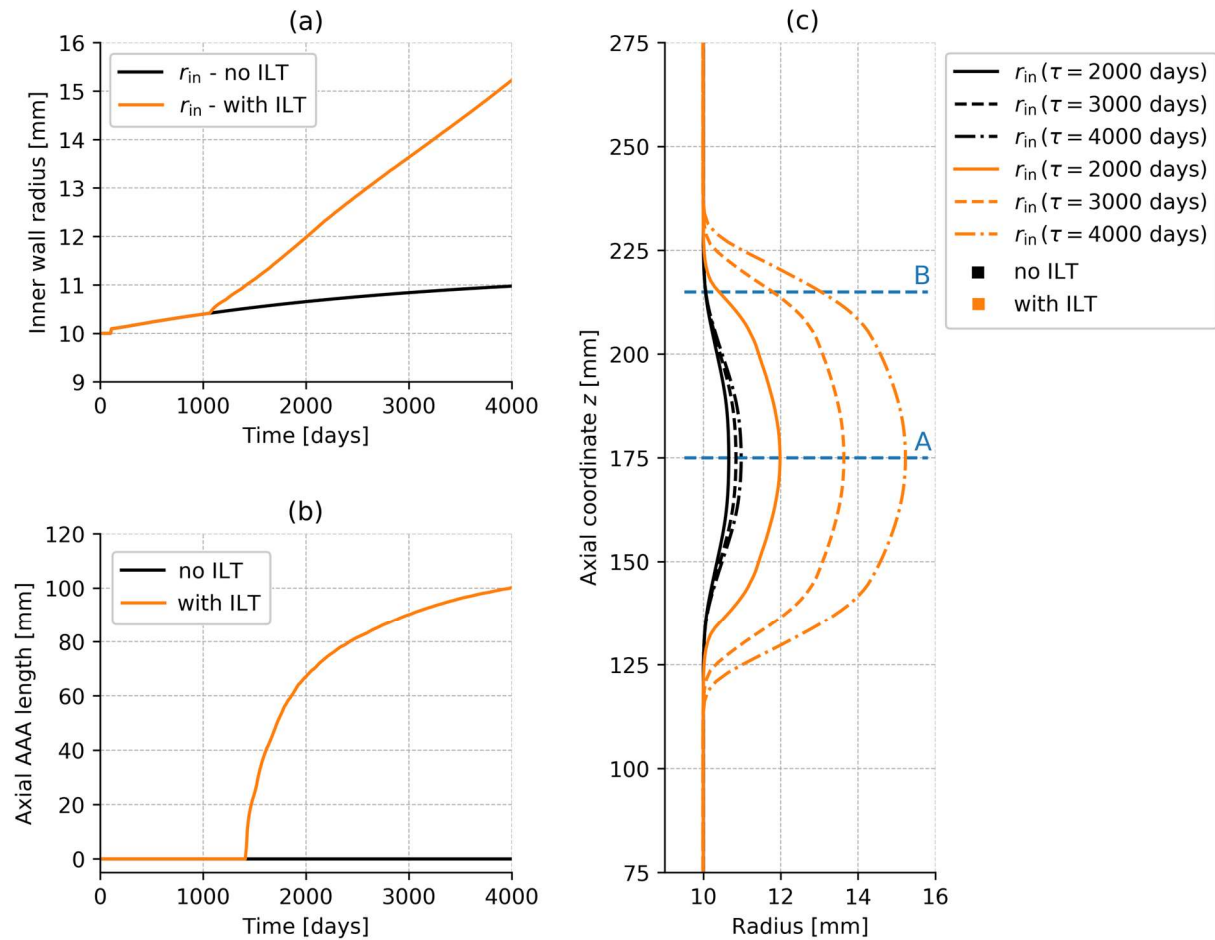 (a)
16
15
14
13
12
11
10
9
Inner wall radius [mm]
r_in - no ILT
r_in - with ILT
0 1000 2000 3000 4000
Time [days]
(b)
120
100
80
60
40
20
0
Axial AAA length [mm]
no ILT
with ILT
0 1000 2000 3000 4000
Time [days]
(c)
275
250
225
200
175
150
125
100
75
Axial coordinate z [mm]
B
A
10 12 14 16
Radius [mm]
r_in (τ = 2000 days)
r_in (τ = 3000 days)
r_in (τ = 4000 days)
r_in (τ = 2000 days)
r_in (τ = 3000 days)
r_in (τ = 4000 days)
no ILT
with ILT